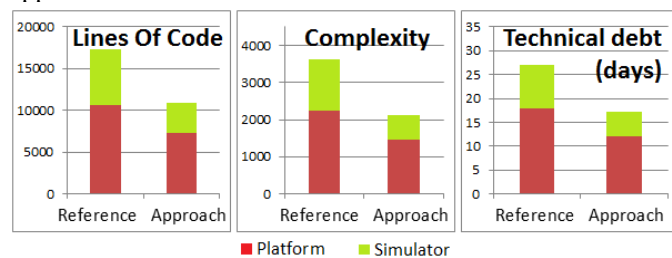 Lines Of Code
20000
15000
10000
5000
0
Reference Approach
Complexity
4000
3000
2000
1000
0
Reference Approach
Technical debt
(days)
35
30
25
20
15
10
5
0
Reference Approach
Platform Simulator